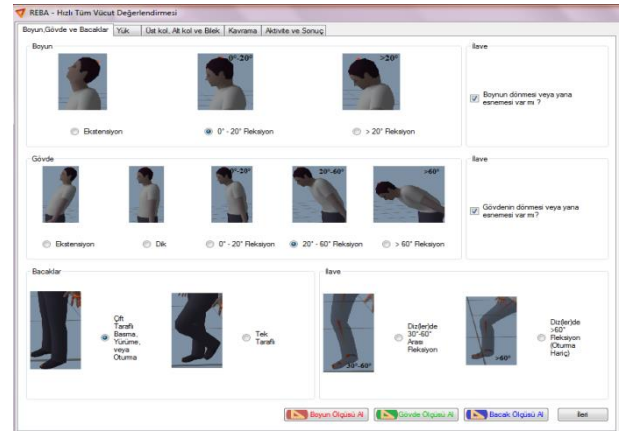 REBA - Hızlı Tüm Vücut Değerlendirmesi
Boyun,Gövde ve Bacaklar Yük Üst kol, Alt kol ve Bilek Kavrama Aktivite ve Sonuç
Boyun
0°-20°
>20°
Ekstensiyon
0° - 20° Fleksiyon
> 20° Fleksiyon
İlave
Boynun dönmesi veya yana
esnemesi var mı ?
Gövde
0°-20°
20°-60°
>60°
Ekstensiyon
Dik
0° - 20° Fleksiyon
20° - 60° Fleksiyon
> 60° Fleksiyon
İlave
Gövdenin dönmesi veya yana
esnemesi var mı?
Bacaklar
Çift
Taraflı
Basma,
Yürüme,
veya
Oturma
Tek
Taraflı
İlave
30°-60°
Diz(ler)de
30°-60°
Arası
Fleksiyon
>60°
Diz(ler)de
>60°
Fleksiyon
(Oturma
Hariç)
Boyun Ölçüsü Al
Gövde Ölçüsü Al
Bacak Ölçüsü Al
İleri